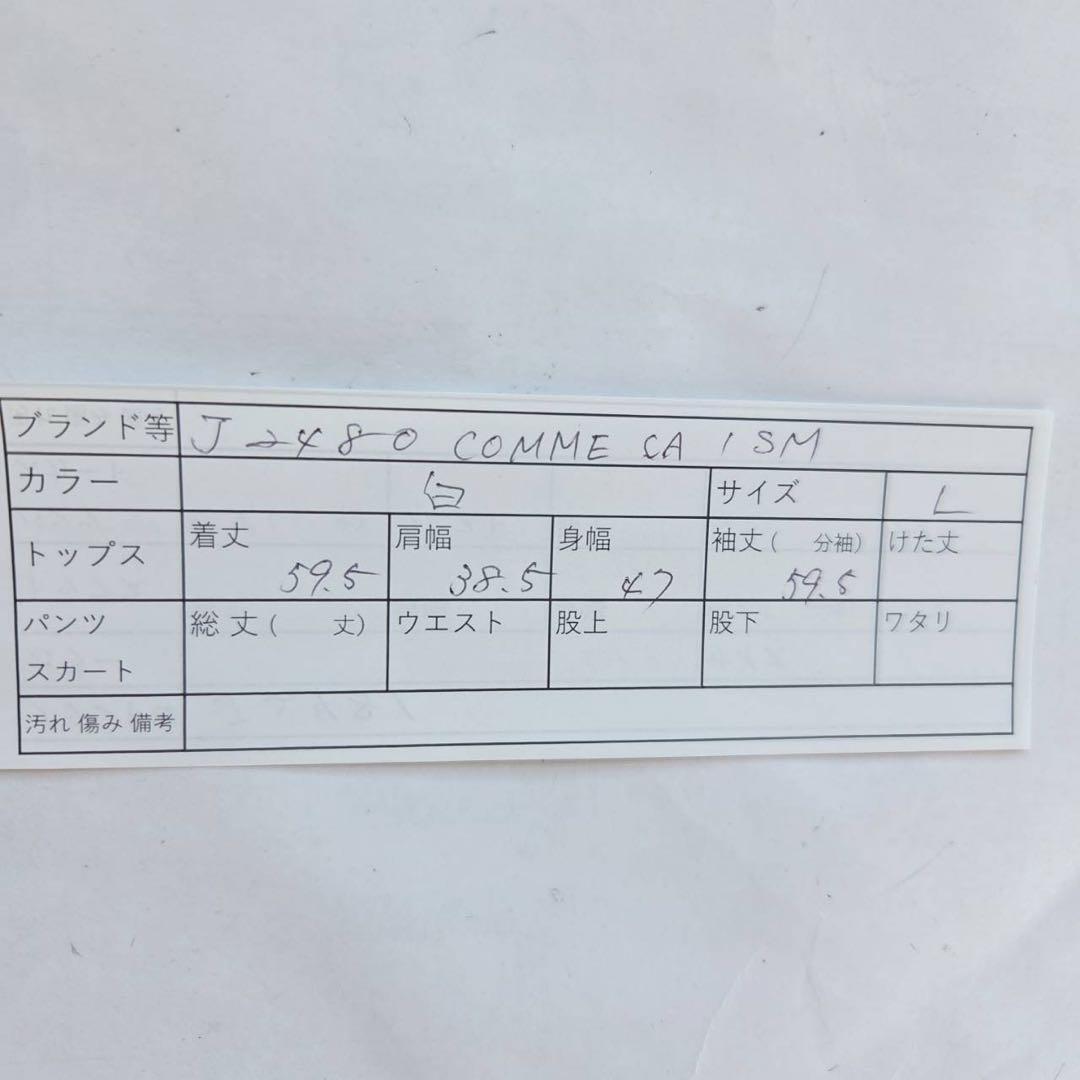 ブランド等 J2480 COMME CA ISM
カラー 白 サイズ L
トップス 着丈 59.5 肩幅 38.5 身幅 47 袖丈( 分袖) 59.5 けた丈
パンツ スカート 総丈( 丈) ウエスト 股上 股下 ワタリ
汚れ 傷み 備考